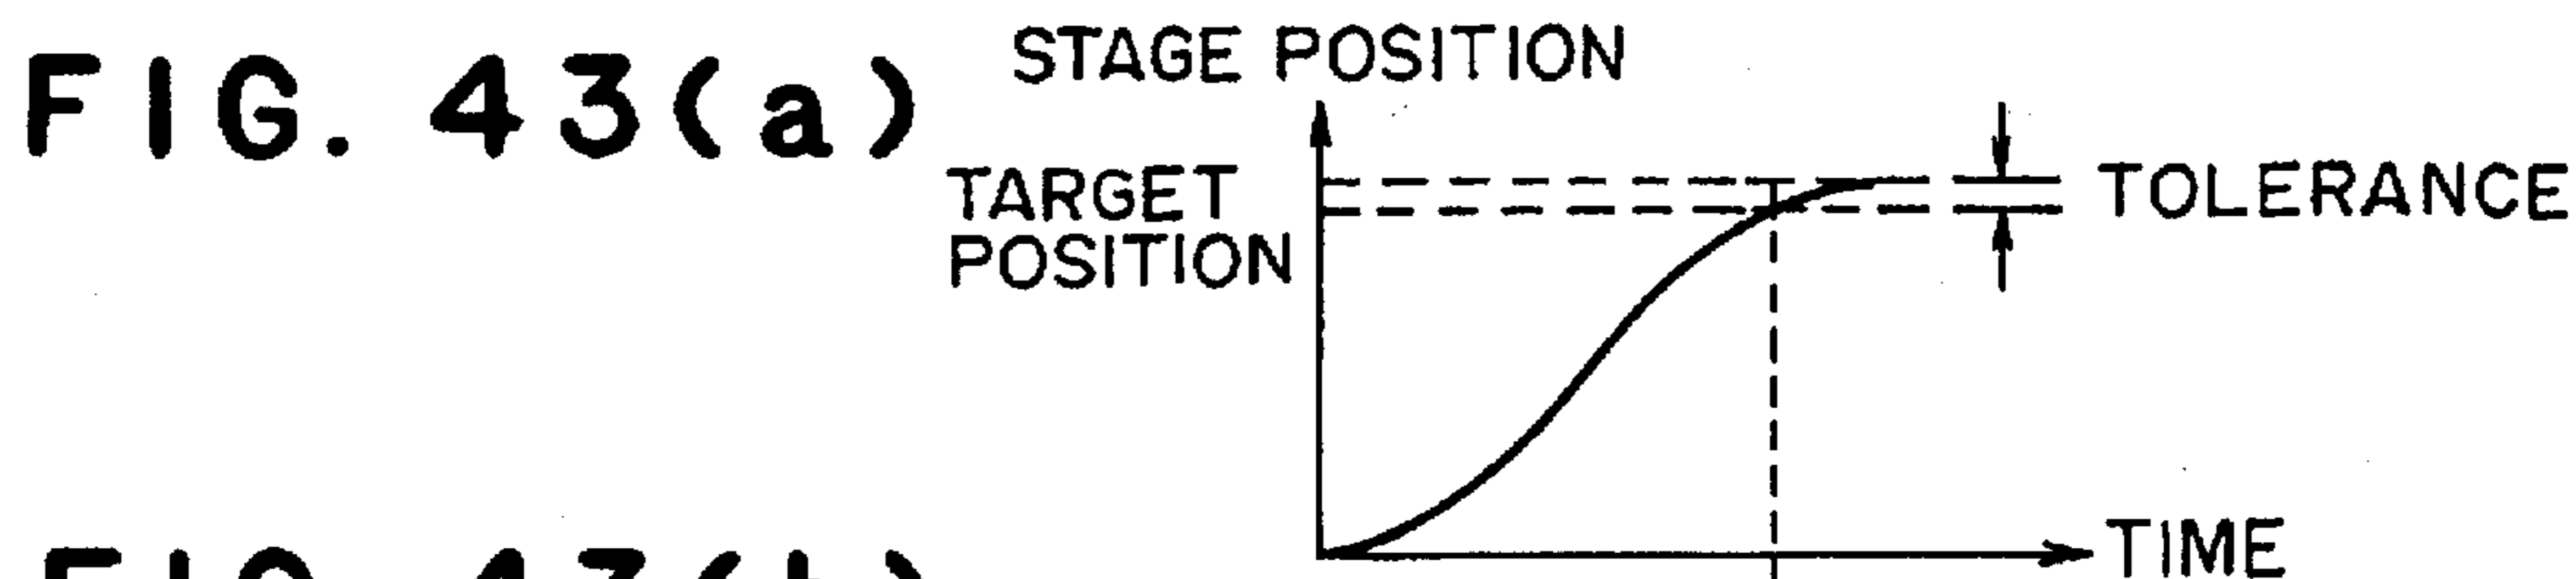 FIG. 43(a)
STAGE POSITION
TARGET
POSITION
TOLERANCE
TIME